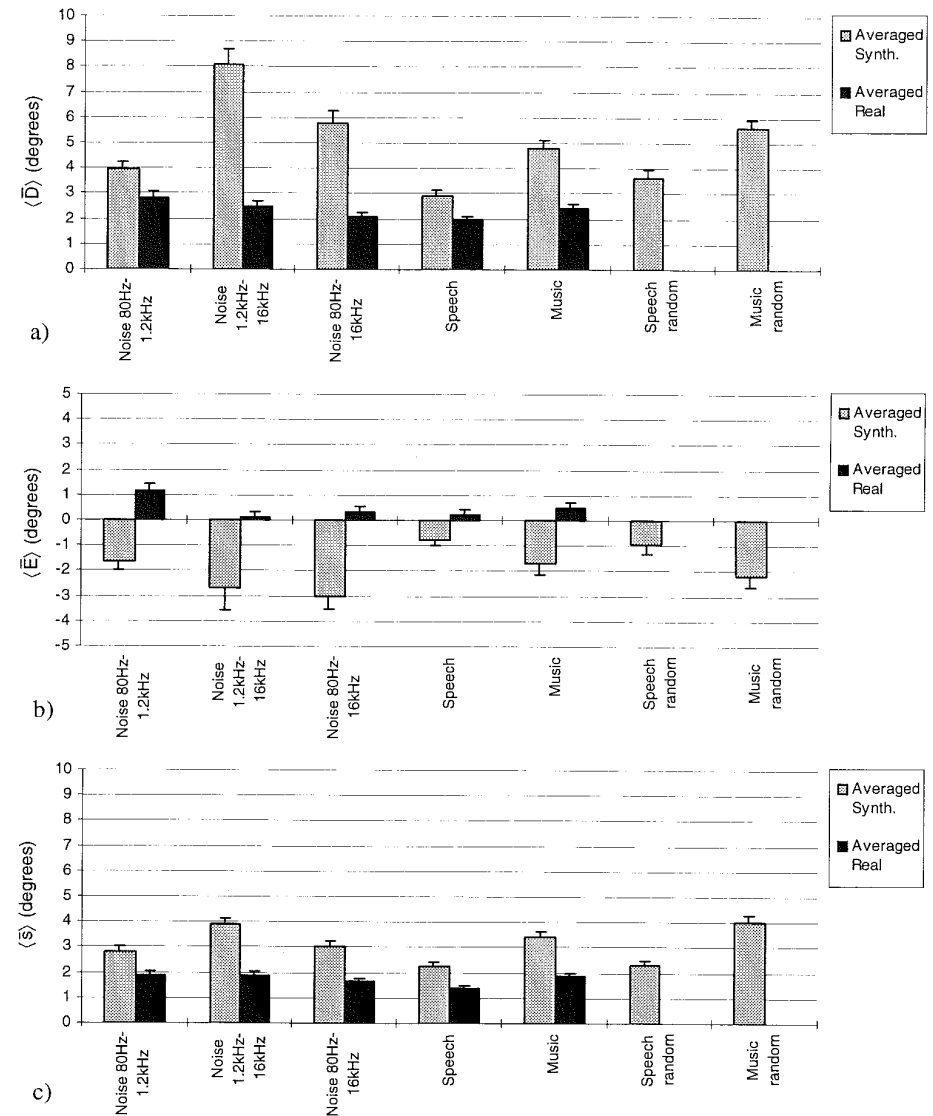 10
9
8
7
6
5
4
3
2
1
0
⟨D̄⟩ (degrees)
Noise 80Hz-
1.2kHz
Noise
1.2kHz-
16kHz
Noise 80Hz-
16kHz
Speech
Music
Speech
random
Music
random
Averaged
Synth.
Averaged
Real
a)
5
4
3
2
1
0
-1
-2
-3
-4
-5
⟨Ē⟩ (degrees)
Noise 80Hz-
1.2kHz
Noise
1.2kHz-
16kHz
Noise 80Hz-
16kHz
Speech
Music
Speech
random
Music
random
Averaged
Synth.
Averaged
Real
b)
10
9
8
7
6
5
4
3
2
1
0
⟨s̄⟩ (degrees)
Noise 80Hz-
1.2kHz
Noise
1.2kHz-
16kHz
Noise 80Hz-
16kHz
Speech
Music
Speech
random
Music
random
Averaged
Synth.
Averaged
Real
c)